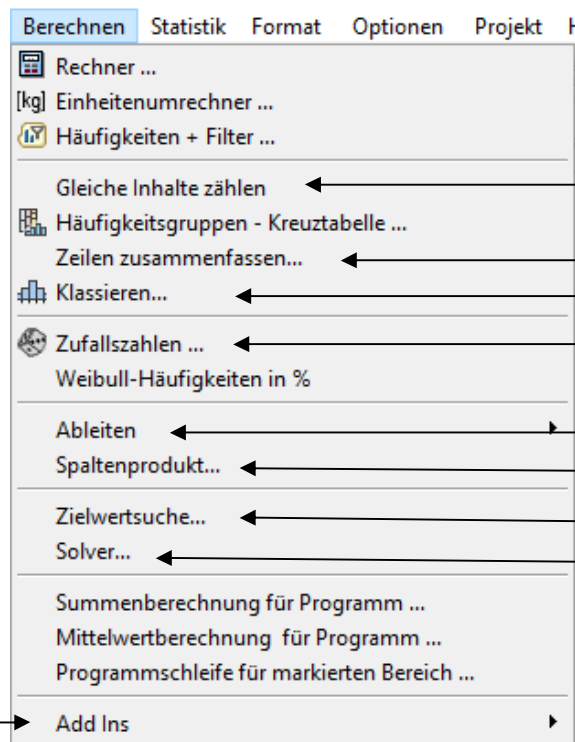 Berechnen Statistik Format Optionen Projekt
Rechner ...
[kg] Einheitenumrechner ...
Häufigkeiten + Filter ...
Gleiche Inhalte zählen
Häufigkeitsgruppen - Kreuztabelle ...
Zeilen zusammenfassen...
Klassieren...
Zufallszahlen ...
Weibull-Häufigkeiten in %
Ableiten
Spaltenprodukt...
Zielwertsuche...
Solver...
Summenberechnung für Programm ...
Mittelwertberechnung für Programm ...
Programmschleife für markierten Bereich ...
Add Ins